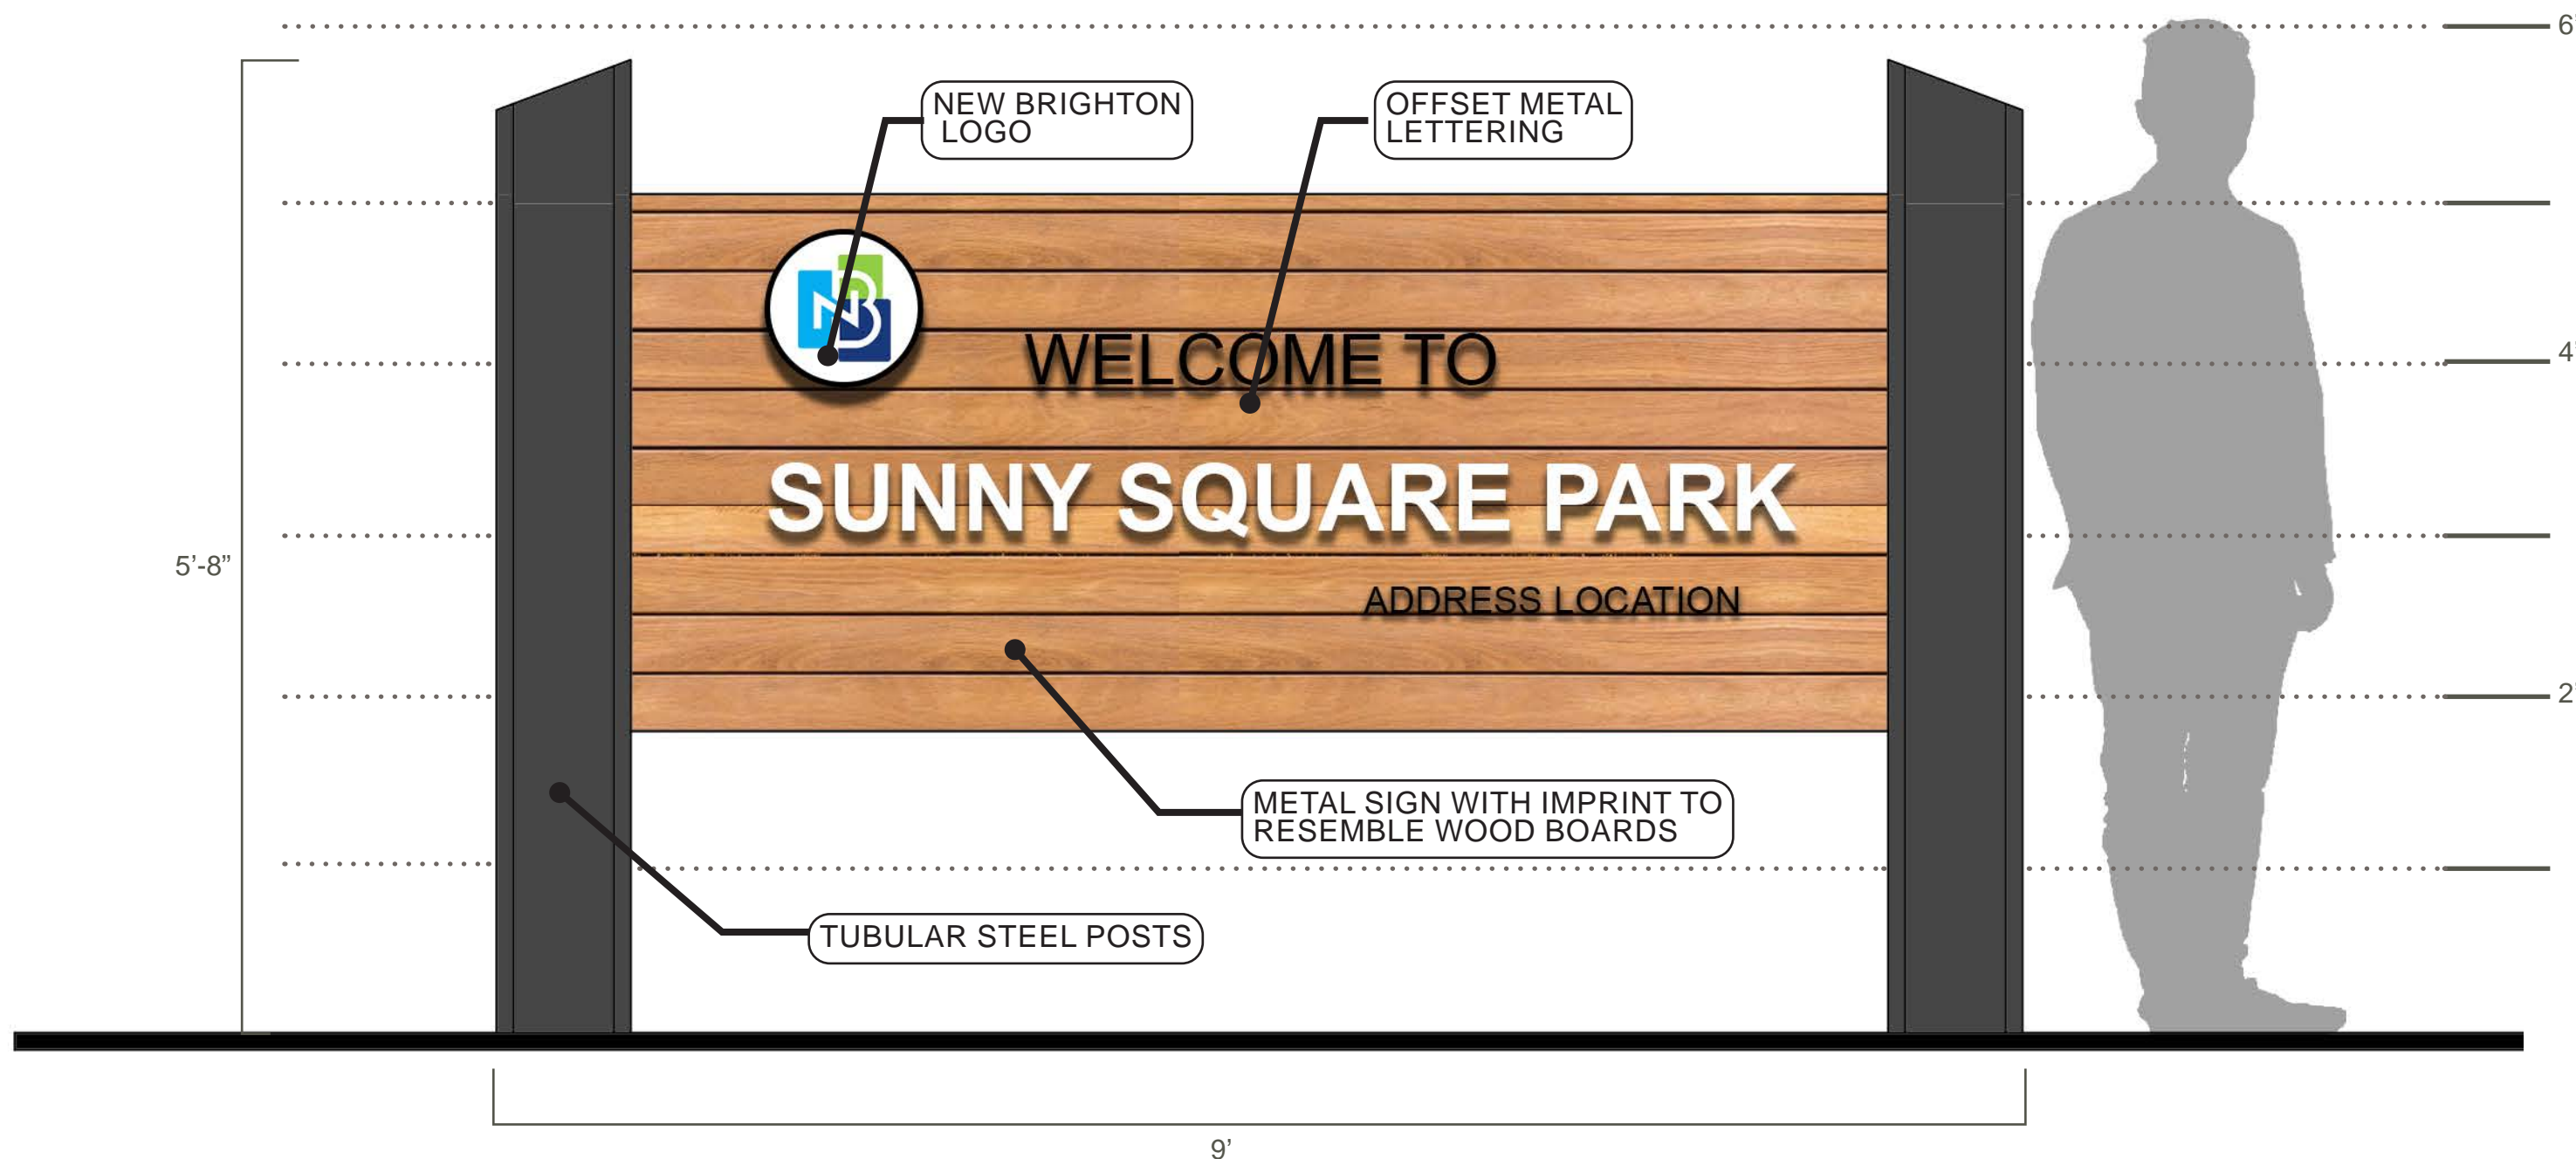 6'
NEW BRIGHTON
LOGO
OFFSET METAL
LETTERING
NB
WELCOME TO
4'
SUNNY SQUARE PARK
5'-8"
ADDRESS LOCATION
2'
METAL SIGN WITH IMPRINT TO
RESEMBLE WOOD BOARDS
TUBULAR STEEL POSTS
9'